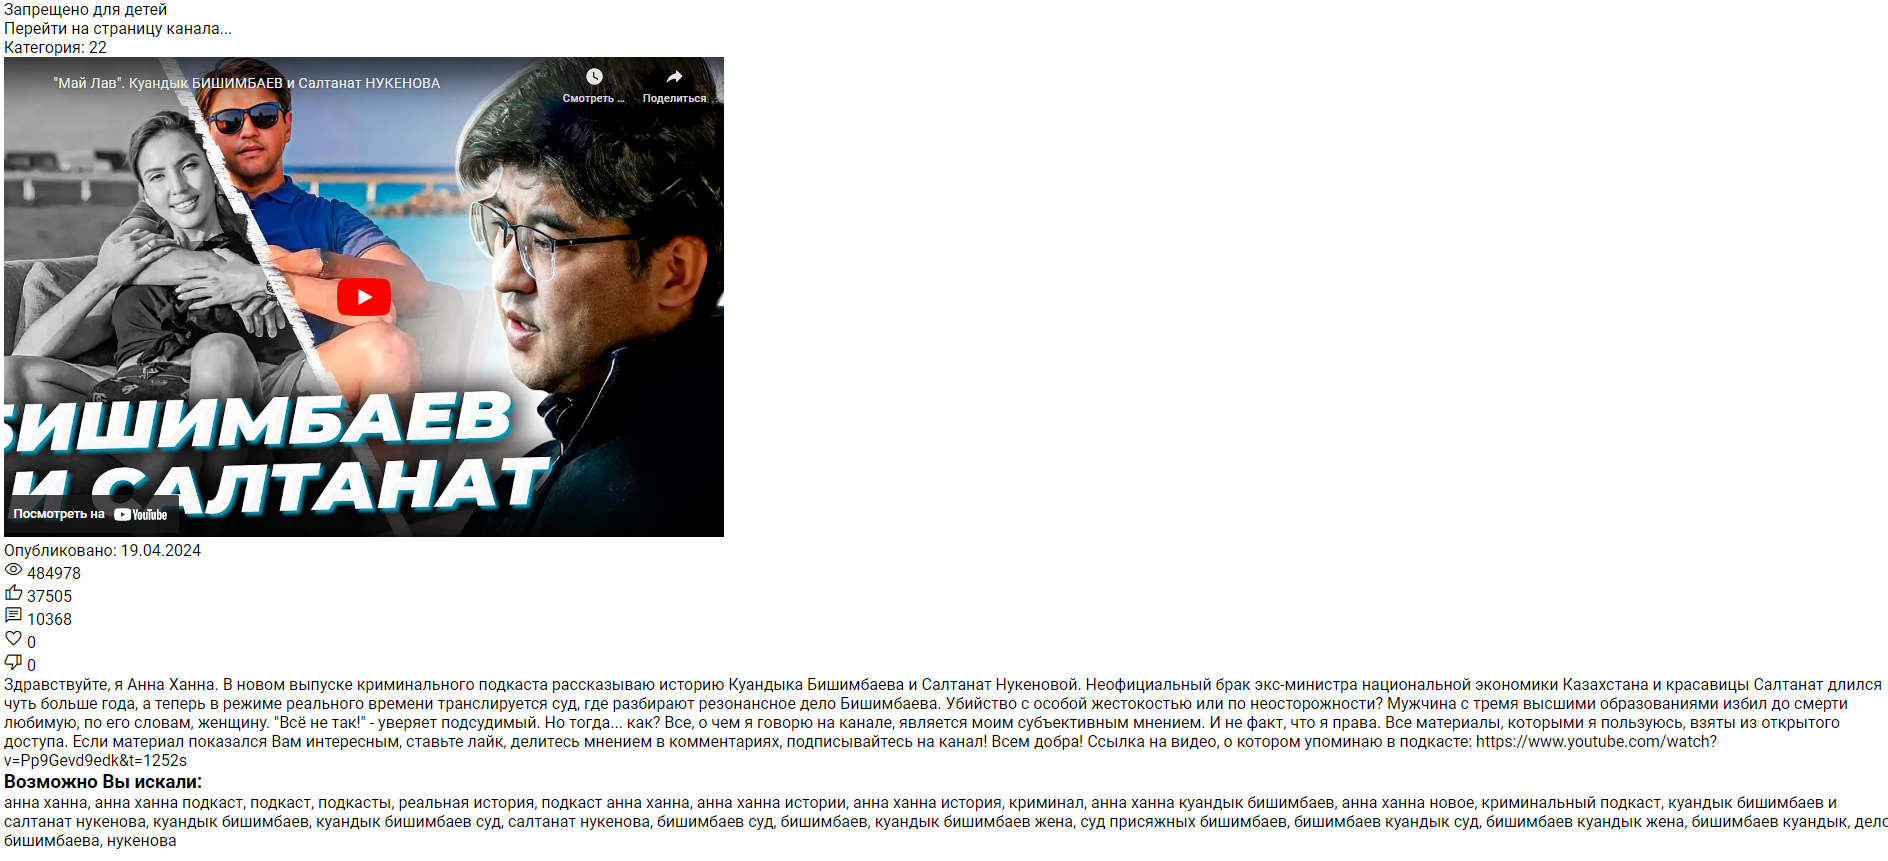 Запрещено для детей
Перейти на страницу канала...
Категория: 22
"Май Лав". Куандык БИШИМБАЕВ и Салтанат НУКЕНОВА
Смотреть ...
Поделиться
БИШИМБАЕВ
И САЛТАНАТ
Посмотреть на YouTube
Опубликовано: 19.04.2024
484978
37505
10368
0
0
Здравствуйте, я Анна Ханна. В новом выпуске криминального подкаста рассказываю историю Куандыка Бишимбаева и Салтанат Нукеновой. Неофициальный брак экс-министра национальной экономики Казахстана и красавицы Салтанат длился
чуть больше года, а теперь в режиме реального времени транслируется суд, где разбирают резонансное дело Бишимбаева. Убийство с особой жестокостью или по неосторожности? Мужчина с тремя высшими образованиями избил до смерти
любимую, по его словам, женщину. "Всё не так!" - уверяет подсудимый. Но тогда... как? Все, о чем я говорю на канале, является моим субъективным мнением. И не факт, что я права. Все материалы, которыми я пользуюсь, взяты из открытого
доступа. Если материал показался Вам интересным, ставьте лайк, делитесь мнением в комментариях, подписывайтесь на канал! Всем добра! Ссылка на видео, о котором упоминаю в подкасте: https://www.youtube.com/watch?
v=Pp9Gevd9edk&t=1252s
Возможно Вы искали:
анна ханна, анна ханна подкаст, подкаст, подкасты, реальная история, подкаст анна ханна, анна ханна истории, анна ханна история, криминал, анна ханна куандык бишимбаев, анна ханна новое, криминальный подкаст, куандык бишимбаев и
салтанат нукенова, куандык бишимбаев, куандык бишимбаев суд, салтанат нукенова, бишимбаев суд, бишимбаев, куандык бишимбаев жена, суд присяжных бишимбаев, бишимбаев куандык суд, бишимбаев куандык жена, бишимбаев куандык, дело
бишимбаева, нукенова